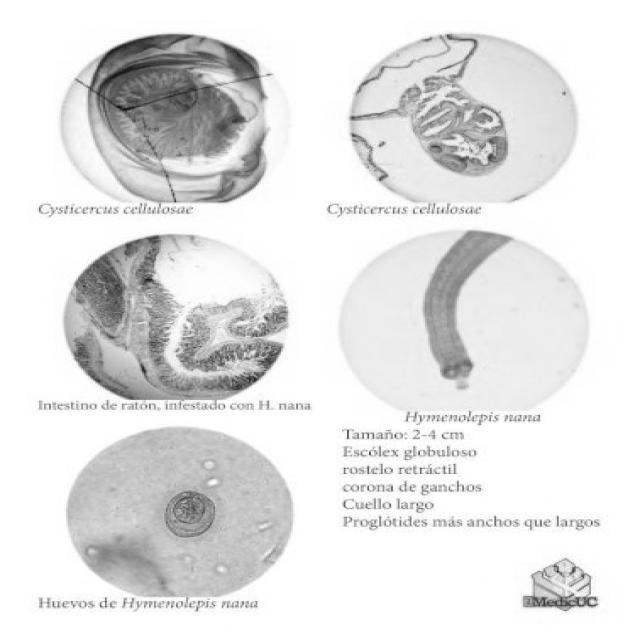 Cysticercus cellulosae
Cysticercus cellulosae
Intestino de ratón, infestado con H. nana
Hymenolepis nana
Tamaño: 2-4 cm
Escólex globuloso
rostelo retráctil
corona de ganchos
Cuello largo
Proglótides más anchos que largos
Huevos de Hymenolepis nana
MedicUC